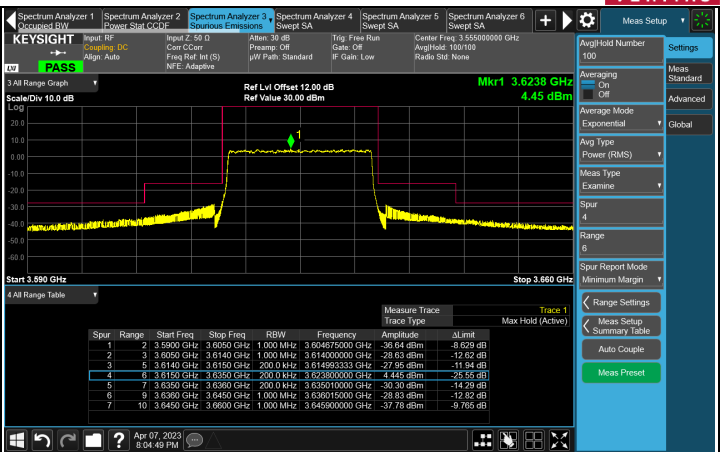 Spectrum Analyzer 1
Occupied BW
Spectrum Analyzer 2
Power Stat CCDF
Spectrum Analyzer 3
Spurious Emissions
Spectrum Analyzer 4
Swept SA
Spectrum Analyzer 5
Swept SA
Spectrum Analyzer 6
Swept SA
Meas Setup
KEYSIGHT
LXI
PASS
Input: RF
Coupling: DC
Align: Auto
Input Z: 50 Ω
Corr CCorr
Freq Ref: Int (S)
NFE: Adaptive
Atten: 30 dB
Preamp: Off
µW Path: Standard
Trig: Free Run
Gate: Off
IF Gain: Low
Center Freq: 3.555000000 GHz
Avg|Hold: 100/100
Radio Std: None
3 All Range Graph
Scale/Div 10.0 dB
Ref Lvl Offset 12.00 dB
Ref Value 30.00 dBm
Mkr1 3.6238 GHz
4.45 dBm
Log
20.0
10.0
0.00
-10.0
-20.0
-30.0
-40.0
-50.0
-60.0
1
Start 3.590 GHz
Stop 3.660 GHz
4 All Range Table
Measure Trace Trace 1
Trace Type Max Hold (Active)
Spur Range Start Freq Stop Freq RBW Frequency Amplitude ΔLimit
1 2 3.5900 GHz 3.6050 GHz 1.000 MHz 3.604675000 GHz -36.64 dBm -8.629 dB
2 3 3.6050 GHz 3.6140 GHz 1.000 MHz 3.614000000 GHz -28.63 dBm -12.62 dB
3 5 3.6140 GHz 3.6150 GHz 200.0 kHz 3.614993333 GHz -27.95 dBm -11.94 dB
4 6 3.6150 GHz 3.6350 GHz 200.0 kHz 3.623800000 GHz 4.445 dBm -25.55 dB
5 7 3.6350 GHz 3.6360 GHz 200.0 kHz 3.635010000 GHz -30.30 dBm -14.29 dB
6 9 3.6360 GHz 3.6450 GHz 1.000 MHz 3.636015000 GHz -28.83 dBm -12.82 dB
7 10 3.6450 GHz 3.6600 GHz 1.000 MHz 3.645900000 GHz -37.78 dBm -9.765 dB
Avg|Hold Number
100
Averaging
On
Off
Average Mode
Exponential
Avg Type
Power (RMS)
Meas Type
Examine
Spur
4
Range
6
Spur Report Mode
Minimum Margin
Range Settings
Meas Setup
Summary Table
Auto Couple
Meas Preset
Settings
Meas
Standard
Advanced
Global
?
Apr 07, 2023
8:04:49 PM